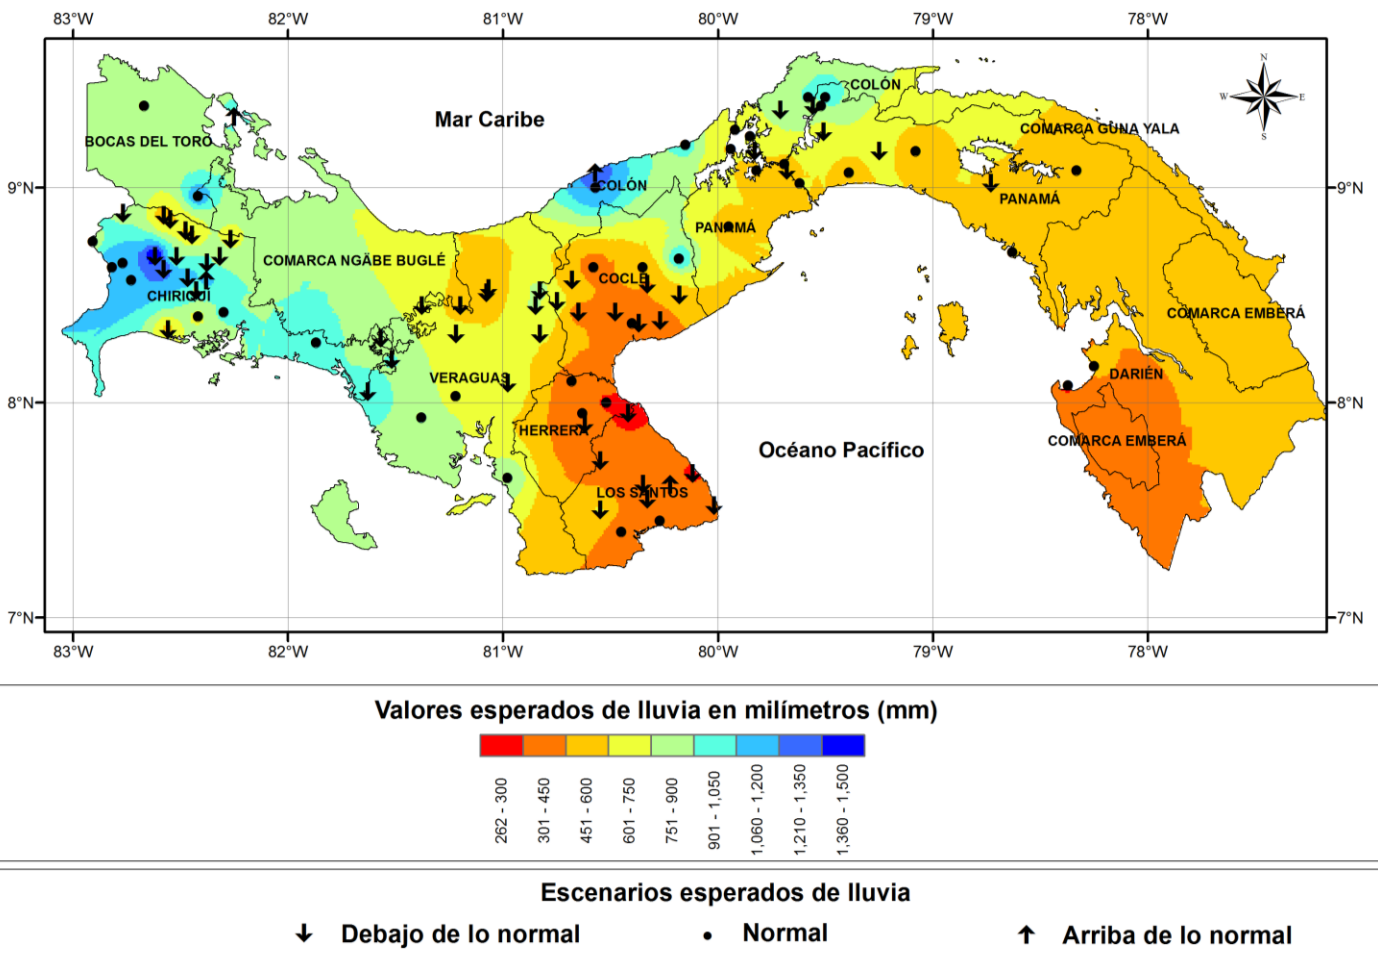 83°W 82°W 81°W 80°W 79°W 78°W
N
W E
S
COLÓN
Mar Caribe
COMARCA GUNA YALA
BOCAS DEL TORO
9°N 9°N
COLÓN
PANAMÁ
PANAMÁ
COMARCA NGÄBE BUGLÉ
COCLÉ
CHIRIQUÍ
COMARCA EMBERÁ
DARIÉN
VERAGUAS
8°N 8°N
HERRERA
COMARCA EMBERÁ
Océano Pacífico
LOS SANTOS
7°N 7°N
83°W 82°W 81°W 80°W 79°W 78°W
Valores esperados de lluvia en milímetros (mm)
262 - 300
301 - 450
451 - 600
601 - 750
751 - 900
901 - 1,050
1,060 - 1,200
1,210 - 1,350
1,360 - 1,500
Escenarios esperados de lluvia
Debajo de lo normal Normal Arriba de lo normal